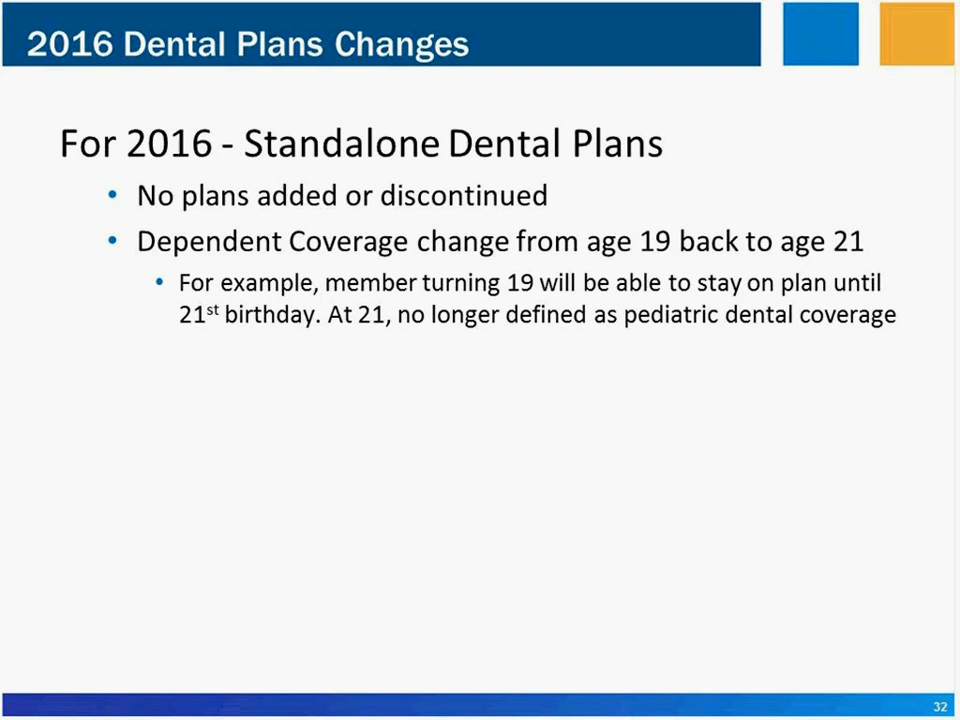 2016 Dental Plans Changes
For 2016 - Standalone Dental Plans
• No plans added or discontinued
• Dependent Coverage change from age 19 back to age 21
• For example, member turning 19 will be able to stay on plan until
21st birthday. At 21, no longer defined as pediatric dental coverage
32